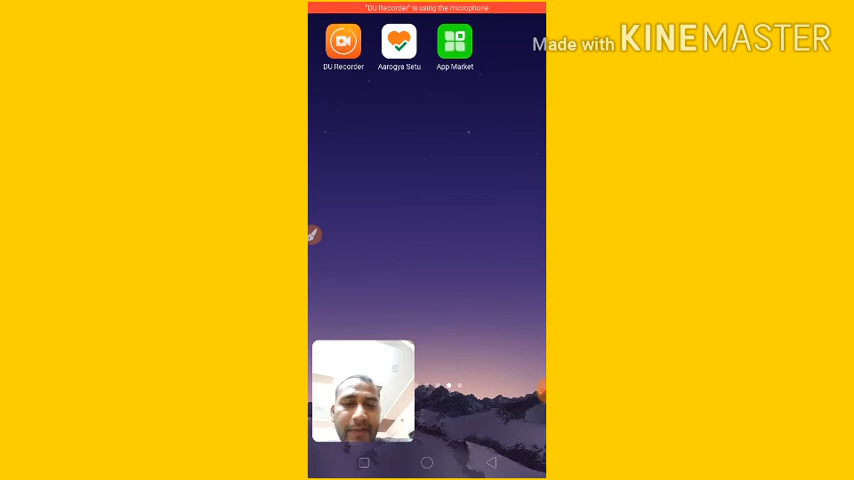 "DU Recorder" is using the microphone
Made with KINEMASTER
DU Recorder
Aarogya Setu
App Market